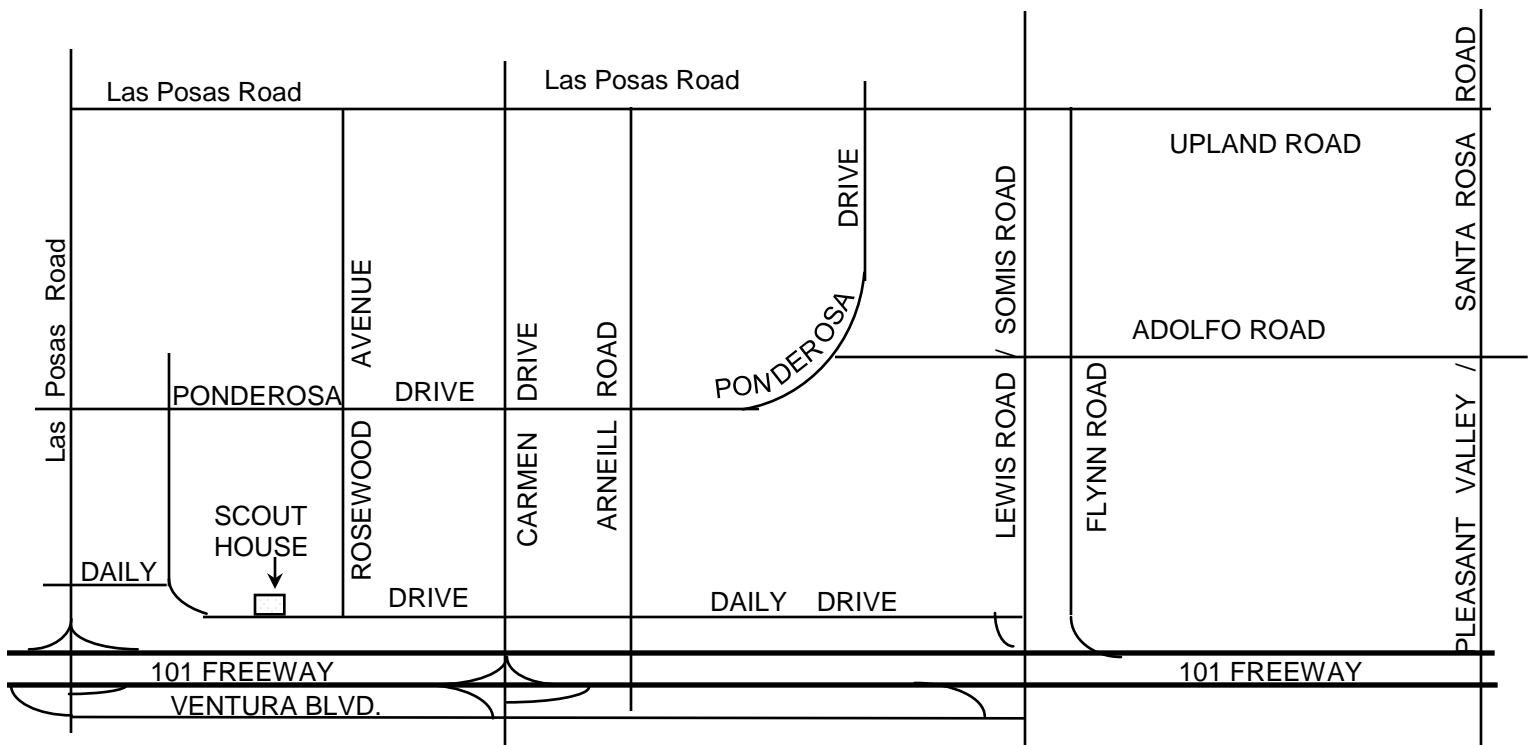 Las Posas Road
Las Posas Road
UPLAND ROAD
Las Posas Road
AVENUE
DRIVE
PONDEROSA
SOMIS ROAD
SANTA ROSA ROAD
ADOLFO ROAD
PONDEROSA
DRIVE
CARMEN DRIVE
ARNEILL ROAD
LEWIS ROAD /
FLYNN ROAD
PLEASANT VALLEY /
ROSEWOOD
SCOUT
HOUSE
DAILY
DRIVE
DAILY DRIVE
101 FREEWAY
101 FREEWAY
VENTURA BLVD.